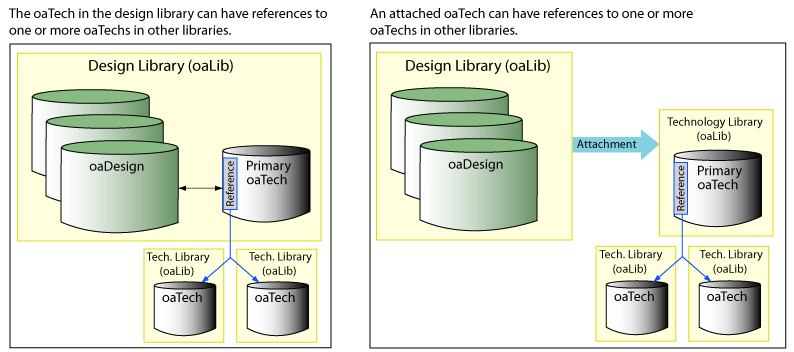 The oaTech in the design library can have references to
one or more oaTechs in other libraries.
Design Library (oaLib)
oaDesign
Reference
Primary
oaTech
Tech. Library
(oaLib)
oaTech
Tech. Library
(oaLib)
oaTech
An attached oaTech can have references to one or more
oaTechs in other libraries.
Design Library (oaLib)
oaDesign
Attachment
Technology Library
(oaLib)
Reference
Primary
oaTech
Tech. Library
(oaLib)
oaTech
Tech. Library
(oaLib)
oaTech